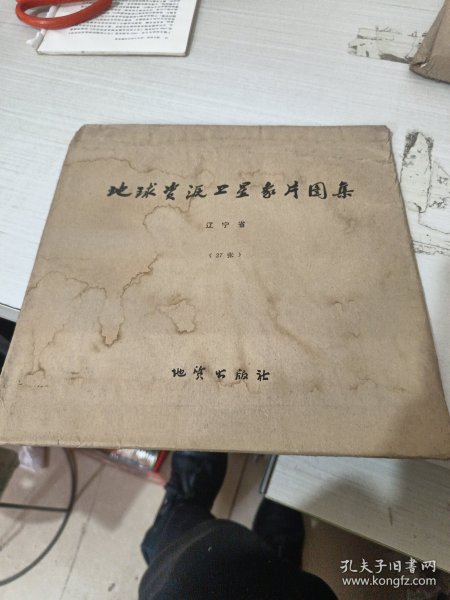 地球资源卫星象片图集
辽宁省
(27张)
地质出版社
孔夫子旧书网
www.kongfz.com